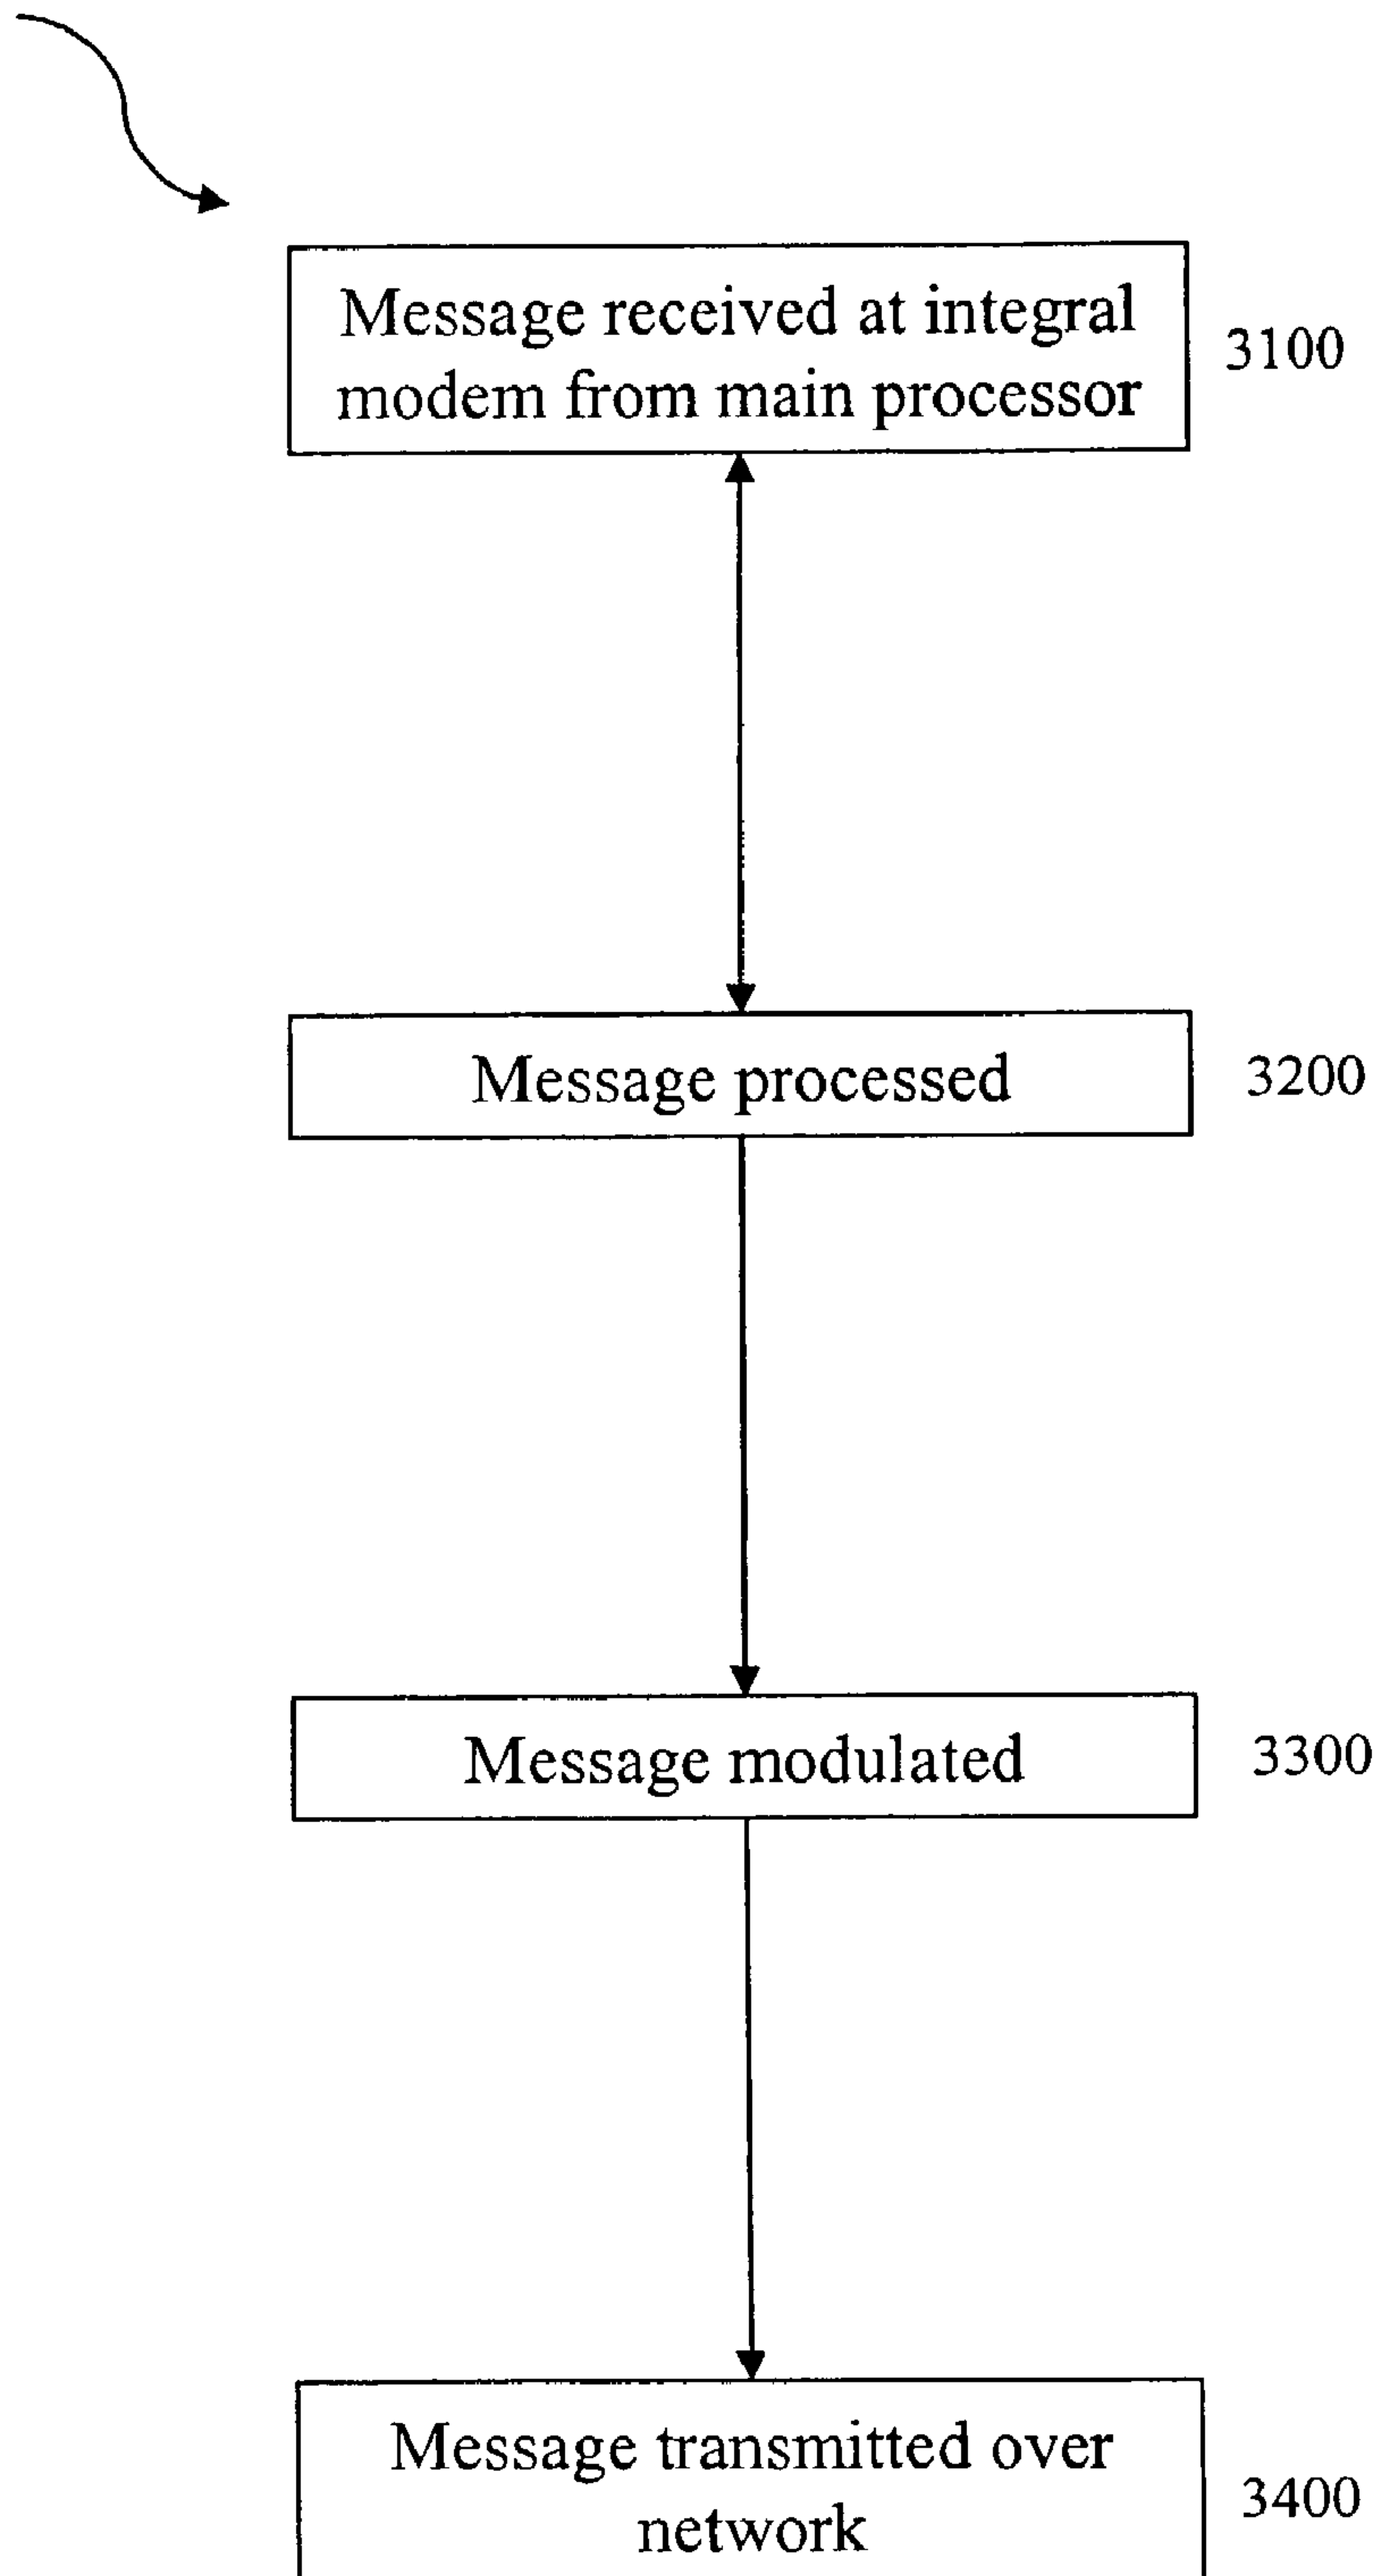 Message received at integral
modem from main processor
3100
Message processed
3200
Message modulated
3300
Message transmitted over
network
3400